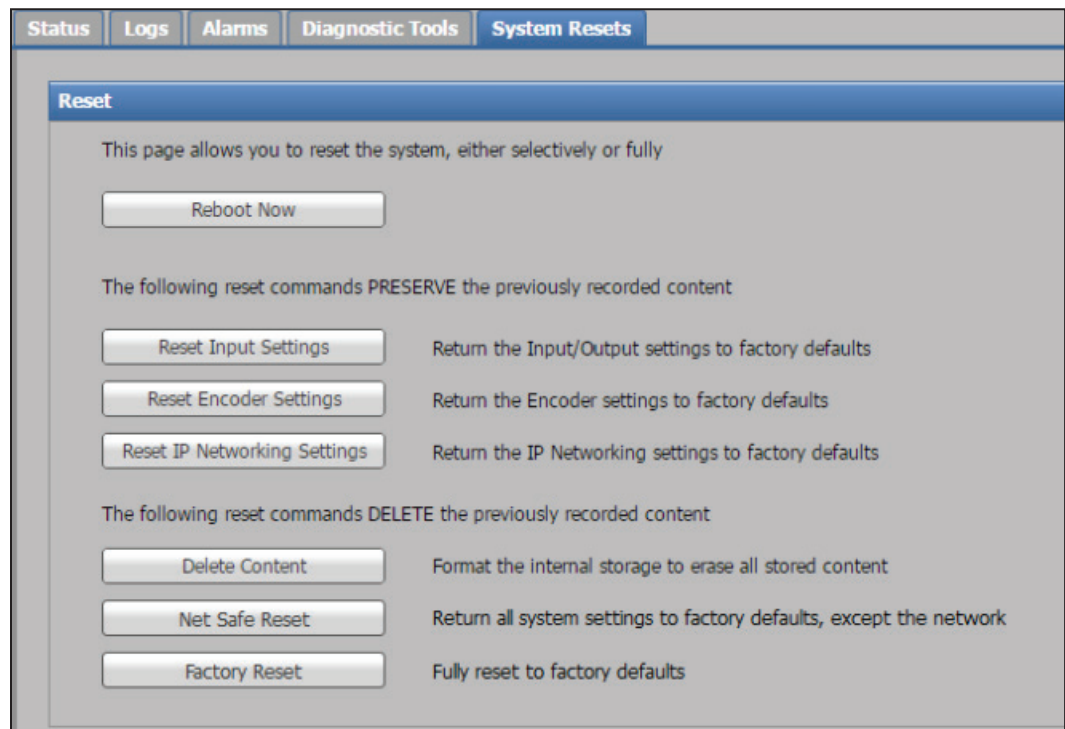 Status Logs Alarms Diagnostic Tools System Resets
Reset
This page allows you to reset the system, either selectively or fully
Reboot Now
The following reset commands PRESERVE the previously recorded content
Reset Input Settings Return the Input/Output settings to factory defaults
Reset Encoder Settings Return the Encoder settings to factory defaults
Reset IP Networking Settings Return the IP Networking settings to factory defaults
The following reset commands DELETE the previously recorded content
Delete Content Format the internal storage to erase all stored content
Net Safe Reset Return all system settings to factory defaults, except the network
Factory Reset Fully reset to factory defaults